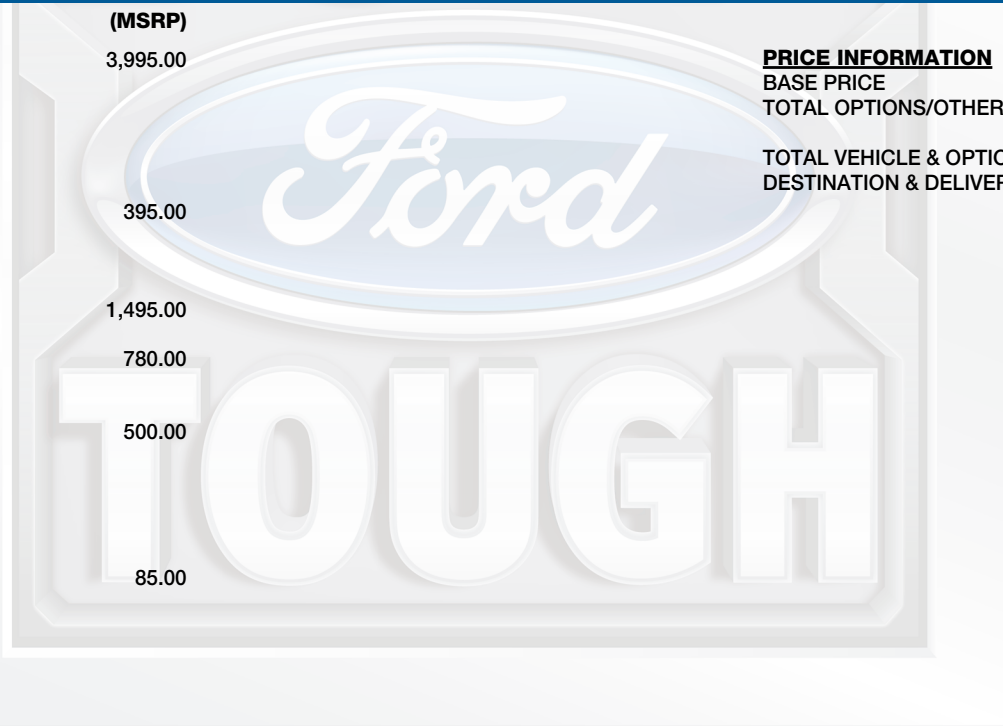 (MSRP)
3,995.00
395.00
1,495.00
780.00
500.00
85.00
PRICE INFORMATION
BASE PRICE
TOTAL OPTIONS/OTHER
TOTAL VEHICLE & OPTIO
DESTINATION & DELIVER
Ford
TOUGH